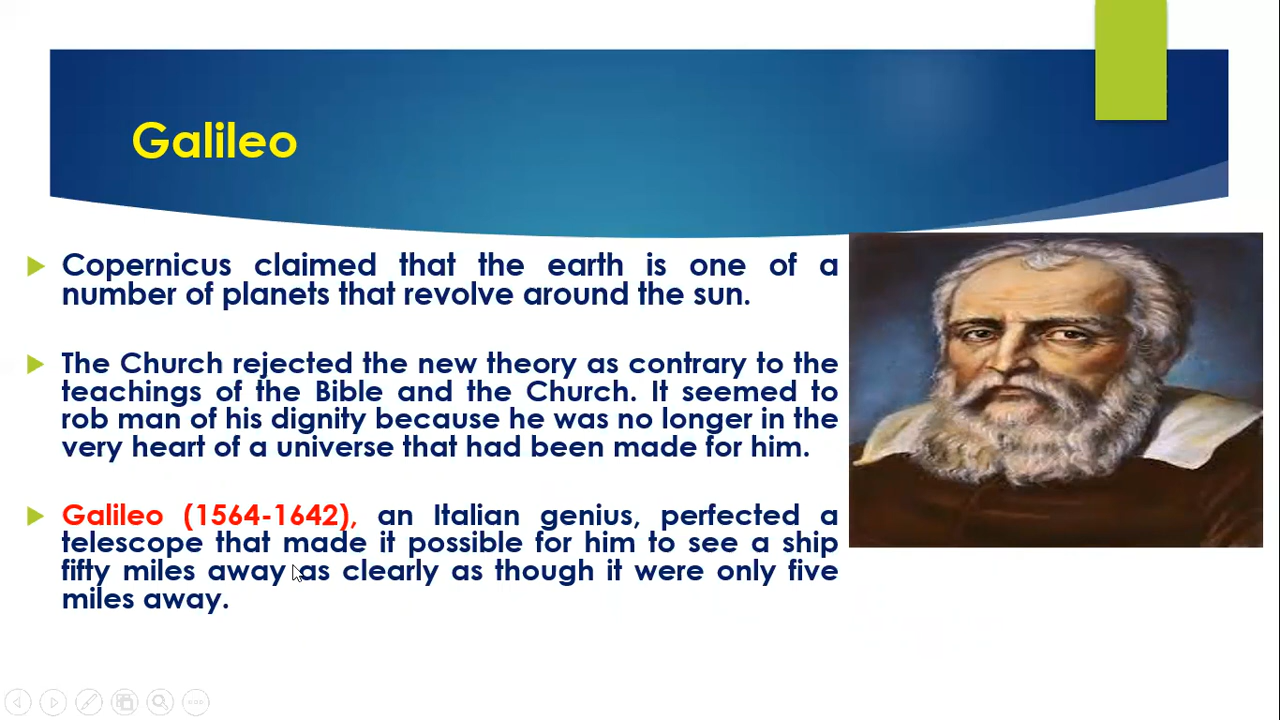 Galileo
Copernicus claimed that the earth is one of a
number of planets that revolve around the sun.
The Church rejected the new theory as contrary to the
teachings of the Bible and the Church. It seemed to
rob man of his dignity because he was no longer in the
very heart of a universe that had been made for him.
Galileo (1564-1642), an Italian genius, perfected a
telescope that made it possible for him to see a ship
fifty miles away as clearly as though it were only five
miles away.